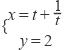 {x = t + 1/t
y = 2